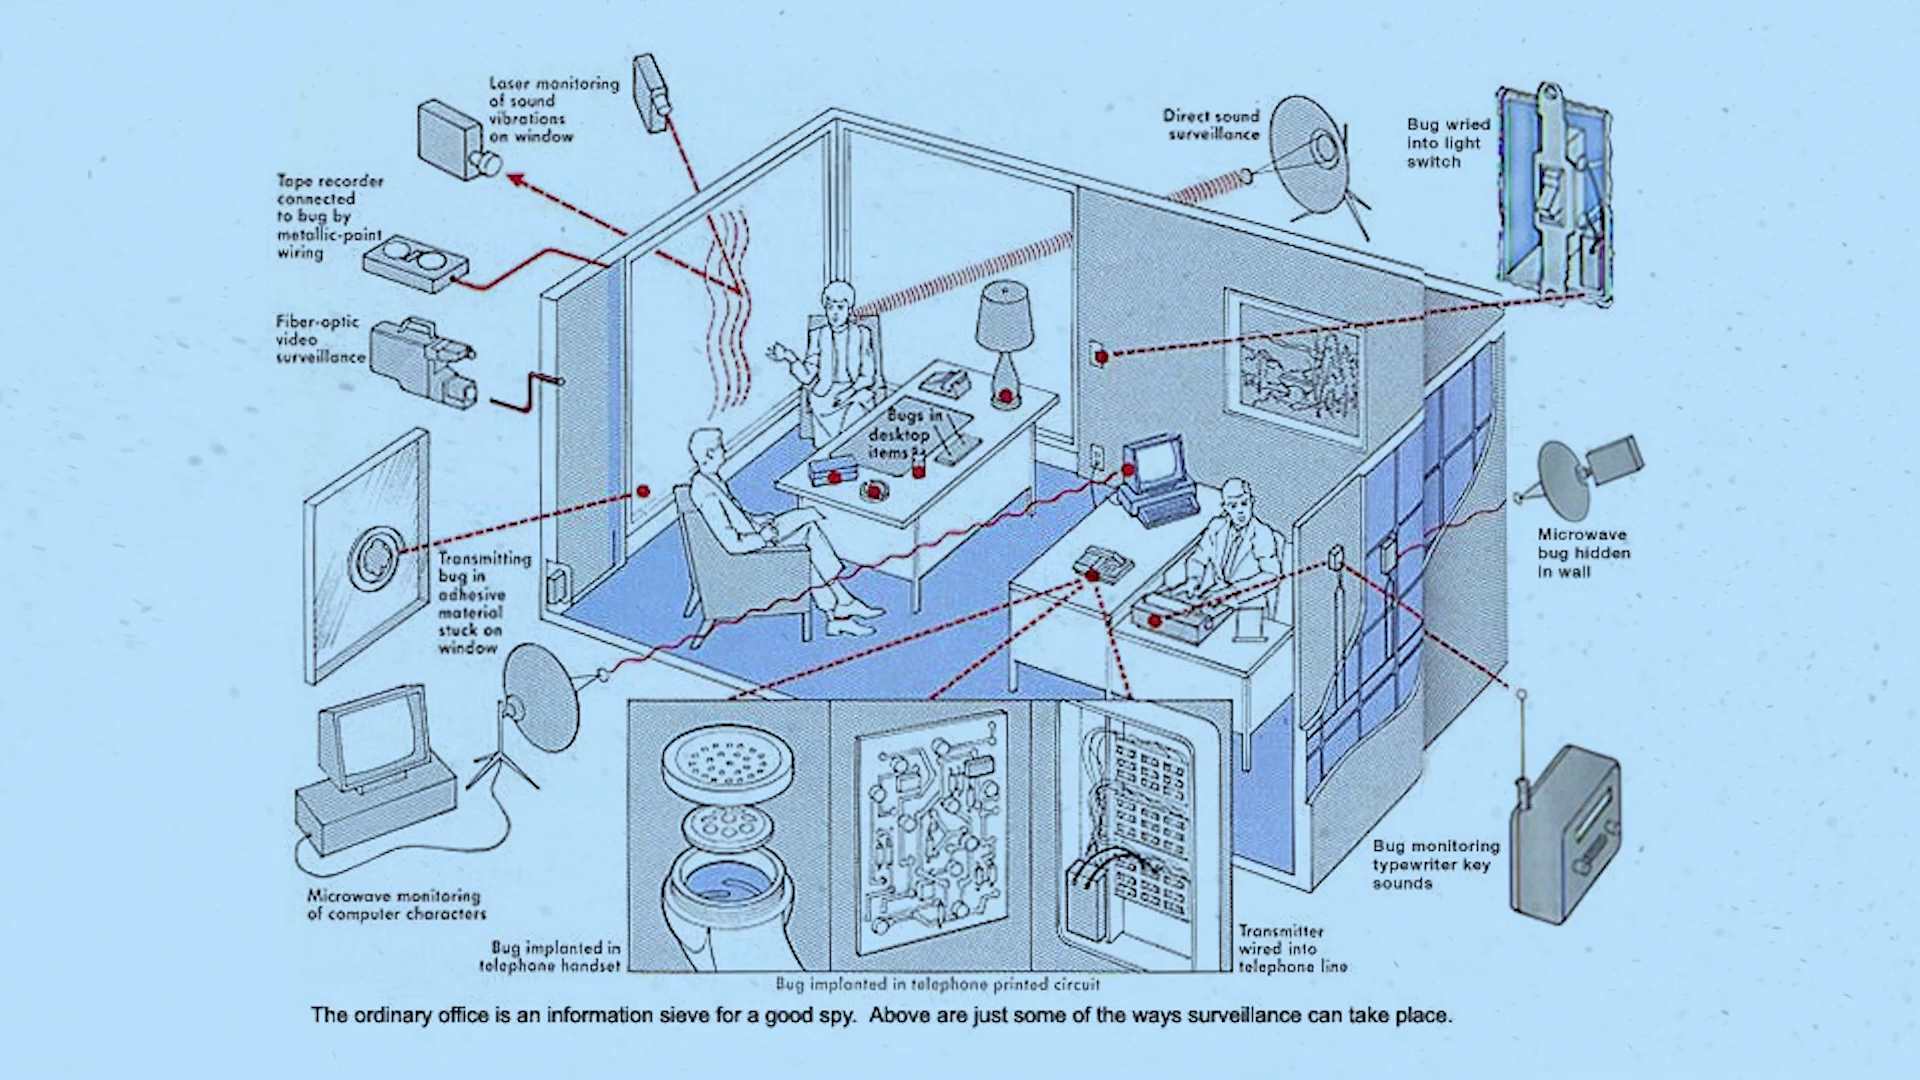 Laser monitoring
of sound
vibrations
on window
Direct sound
surveillance
Bug wried
into light
switch
Tape recorder
connected
to bug by
metallic-paint
wiring
Fiber-optic
video
surveillance
Bugs in
desktop
items
Transmitting
bug in
adhesive
material
stuck on
window
Microwave
bug hidden
in wall
Microwave monitoring
of computer characters
Bug monitoring
typewriter key
sounds
Bug implanted in
telephone handset
Bug implanted in telephone printed circuit
Transmitter
wired into
telephone line
The ordinary office is an information sieve for a good spy.  Above are just some of the ways surveillance can take place.